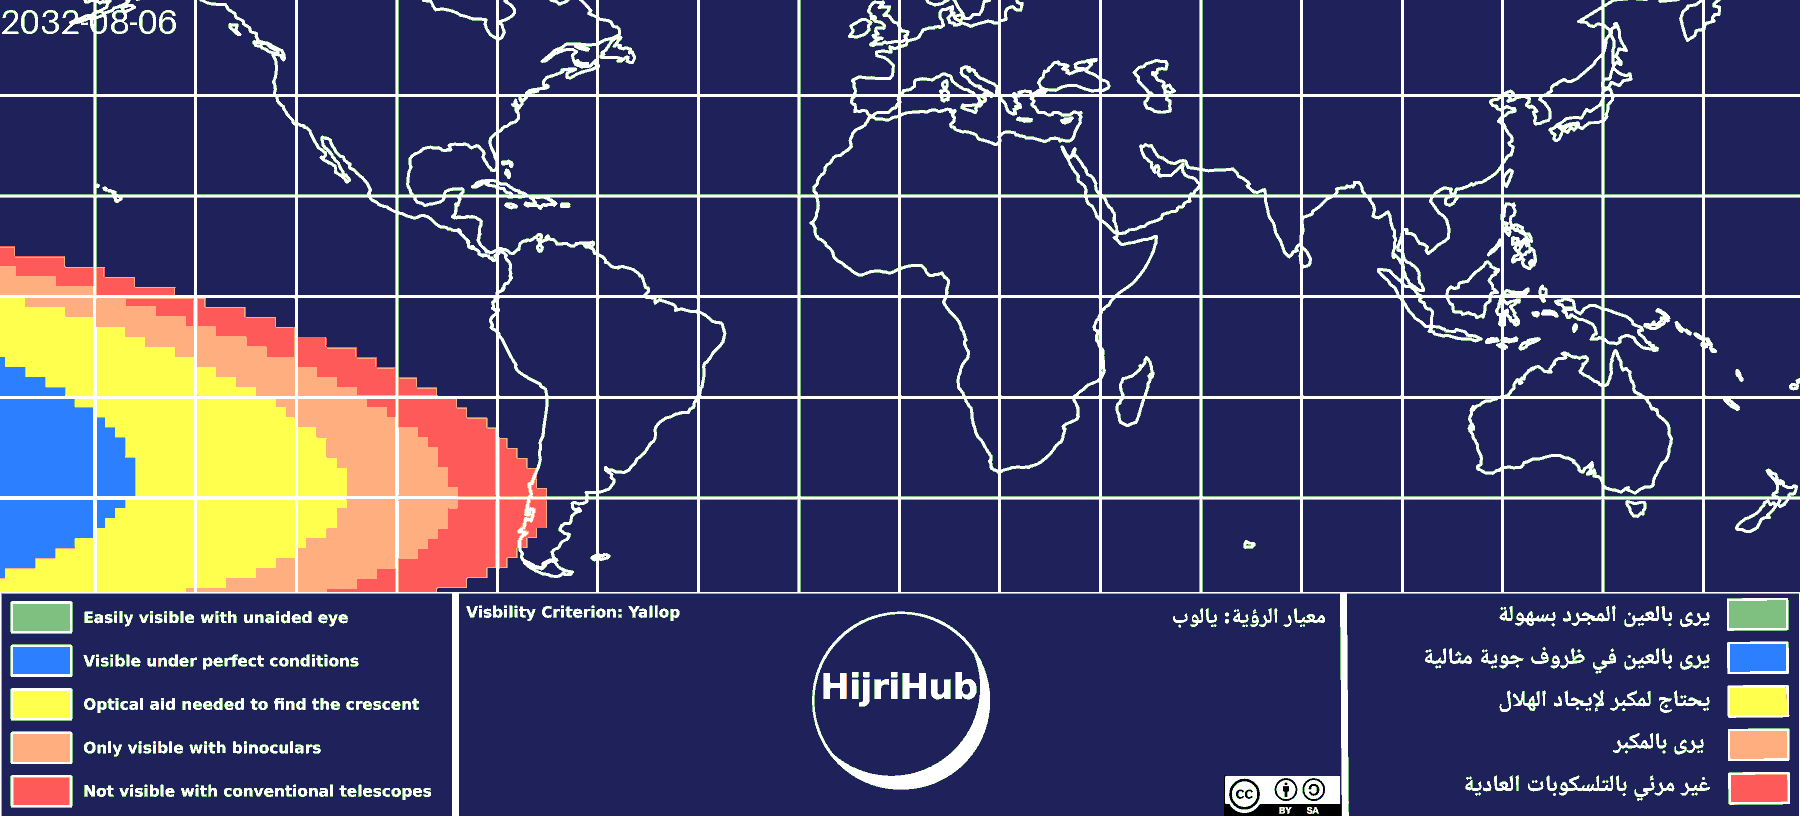 2032-08-06
Easily visible with unaided eye
Visible under perfect conditions
Optical aid needed to find the crescent
Only visible with binoculars
Not visible with conventional telescopes
Visbility Criterion: Yallop
معيار الرؤية: يالوب
HijriHub
cc
BY SA
يرى بالعين المجرد بسهولة
يرى بالعين في ظروف جوية مثالية
يحتاج لمكبر لإيجاد الهلال
يرى بالمكبر
غير مرئي بالتلسكوبات العادية